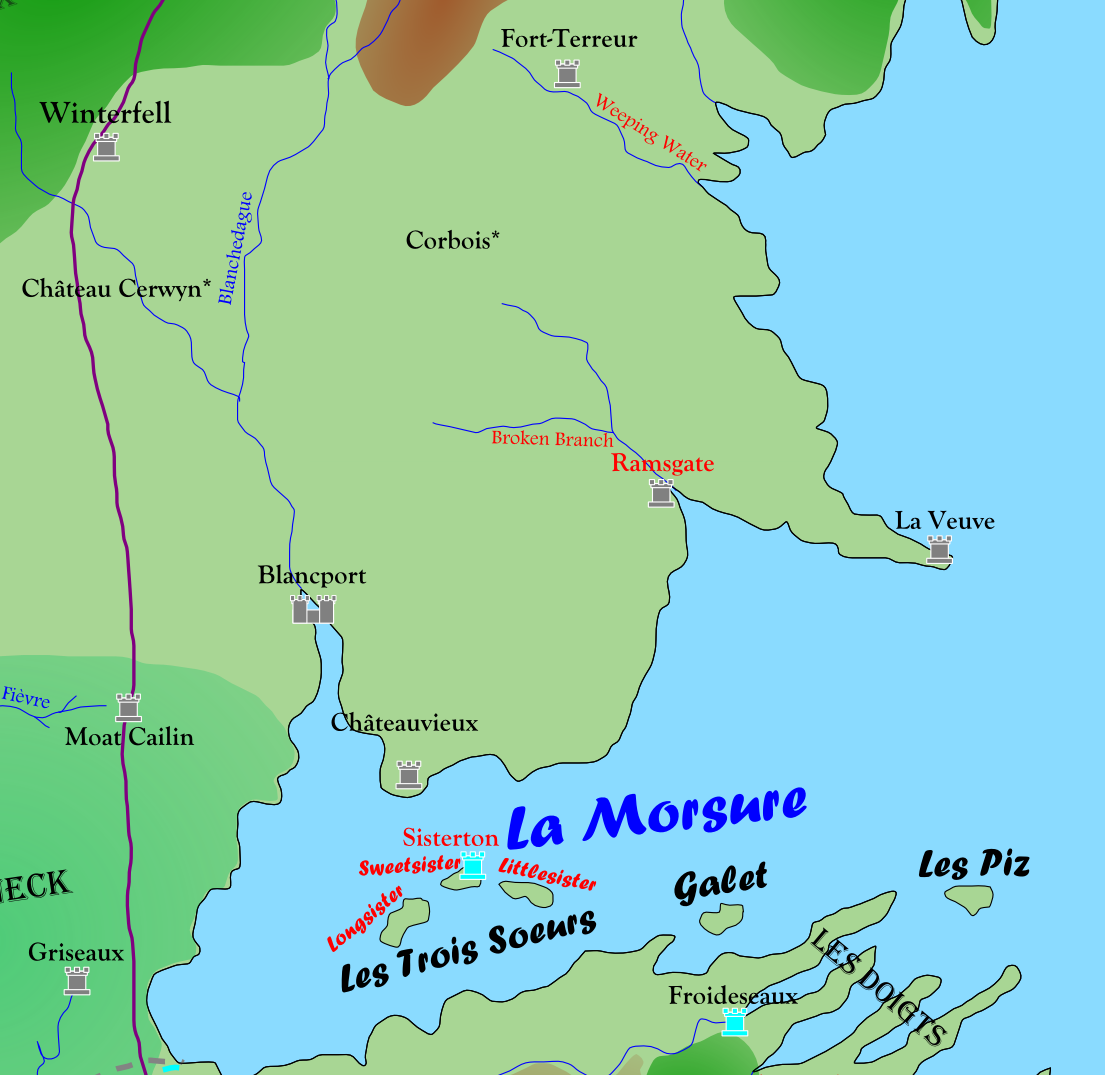 Fort-Terreur
Winterfell
Weeping Water
Blanchedague
Corbois*
Château Cerwyn*
Broken Branch
Ramsgate
La Veuve
Blancport
Fièvre
Châteauvieux
Moat Cailin
La Morsure
Sisterton
Sweetsister
Littlesister
Les Piz
Galet
NECK
Longsister
Les Trois Soeurs
LES DOIGTS
Griseaux
Froideseaux